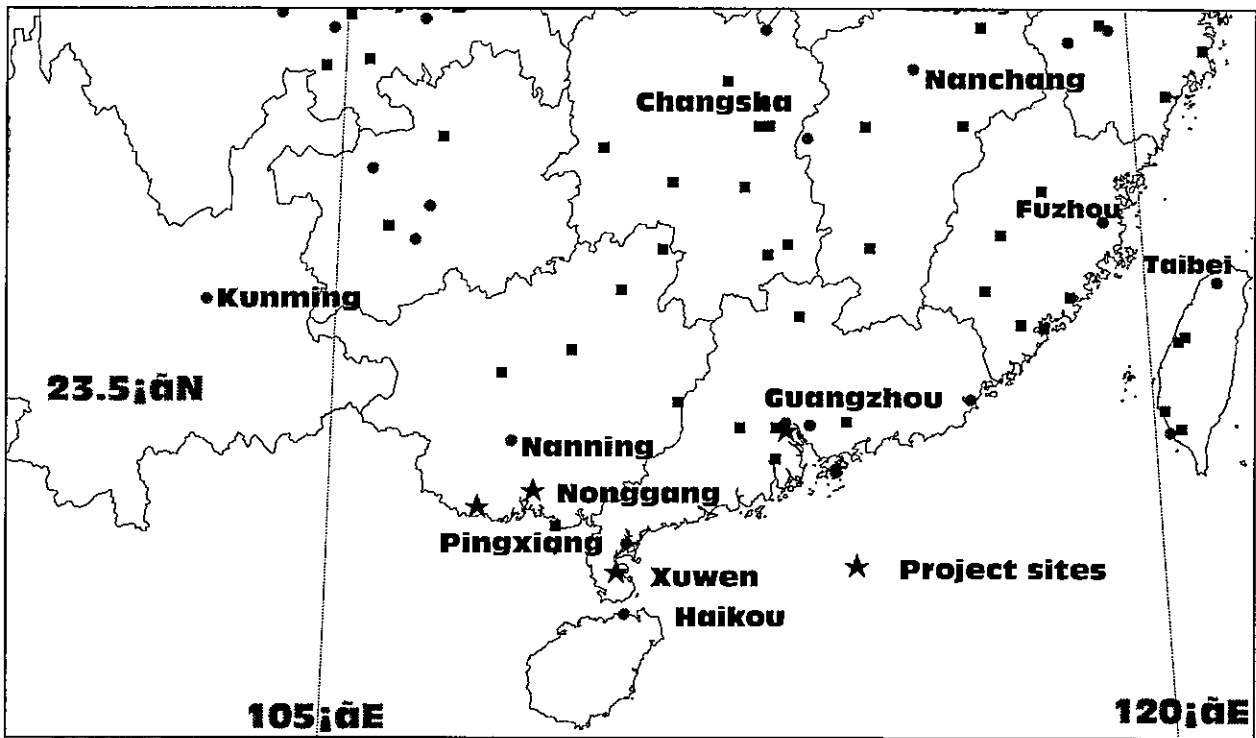 Nanchang
Changsha
Fuzhou
Taibei
Kunming
23.5¡ãN
Guangzhou
Nanning
Nonggang
Pingxiang
Xuwen
Project sites
Haikou
105¡ãE
120¡ãE